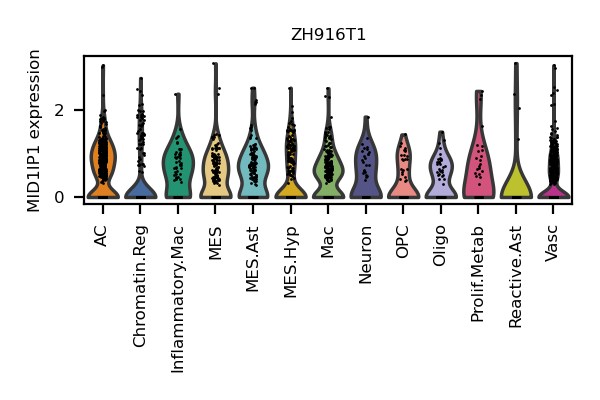 ZH916T1
MID1IP1 expression
2
0
AC
Chromatin.Reg
Inflammatory.Mac
MES
MES.Ast
MES.Hyp
Mac
Neuron
OPC
Oligo
Prolif.Metab
Reactive.Ast
Vasc